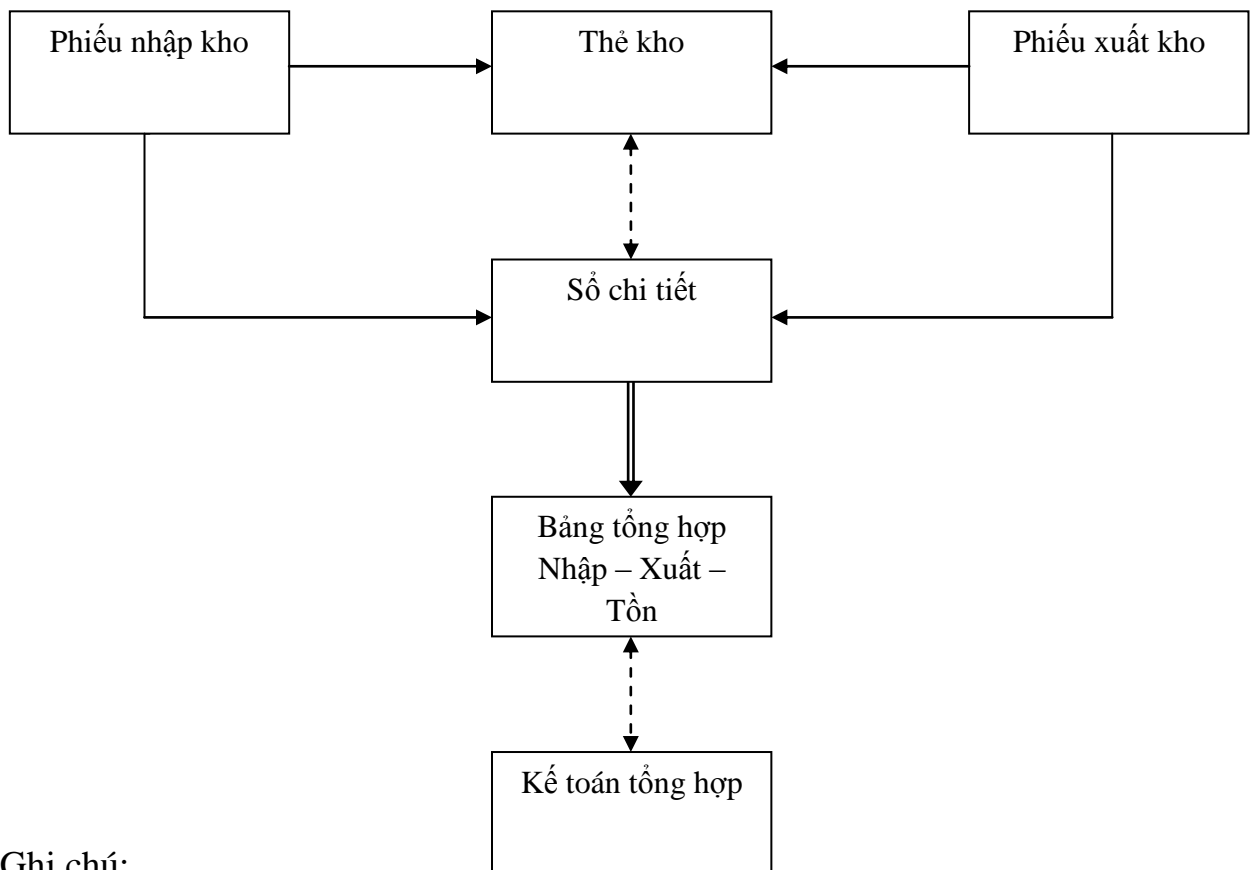 Phiếu nhập kho
Thẻ kho
Phiếu xuất kho
Sổ chi tiết
Bảng tổng hợp
Nhập – Xuất –
Tồn
Kế toán tổng hợp
Ghi chú: